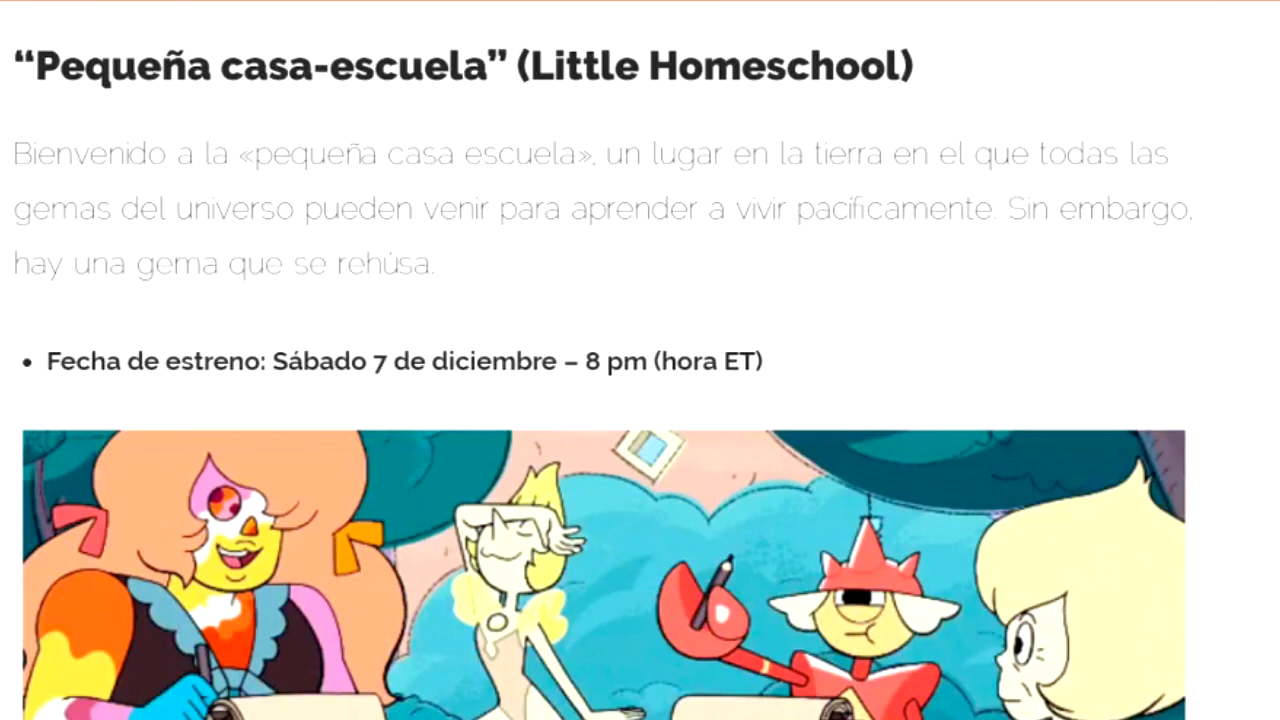 “Pequeña casa-escuela” (Little Homeschool)
Bienvenido a la «pequeña casa escuela», un lugar en la tierra en el que todas las
gemas del universo pueden venir para aprender a vivir pacíficamente. Sin embargo,
hay una gema que se rehúsa.
• Fecha de estreno: Sábado 7 de diciembre – 8 pm (hora ET)